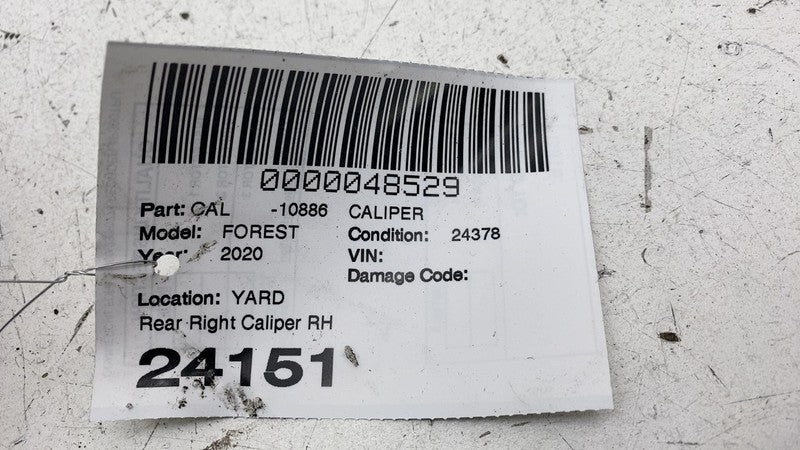 0000048529
Part: CAL -10886 CALIPER
Model: FOREST Condition: 24378
Year: 2020 VIN:
Damage Code:
Location: YARD
Rear Right Caliper RH
24151